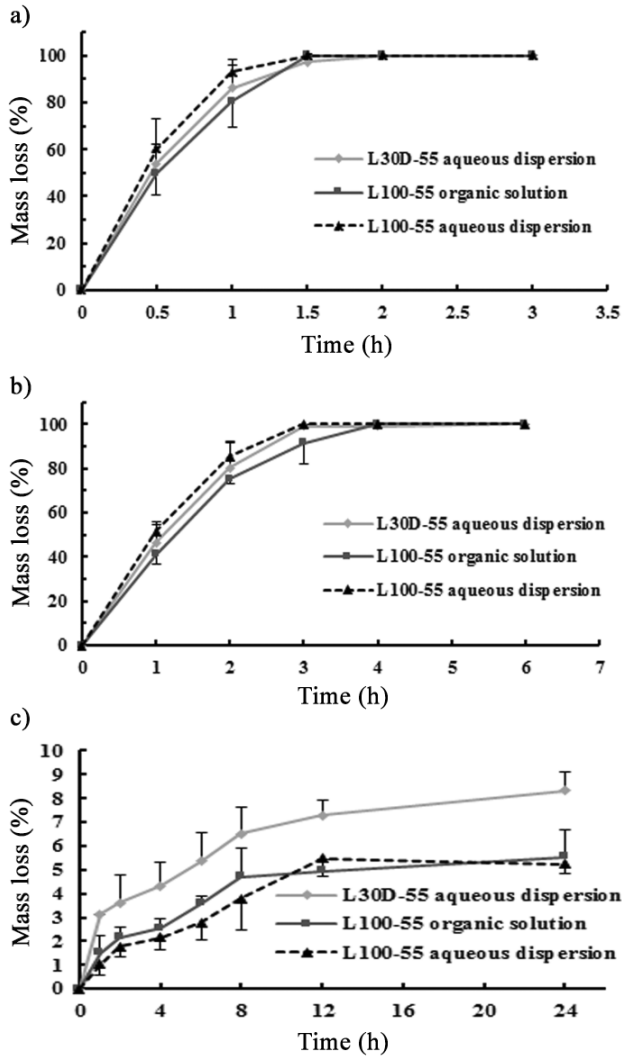 a)
Mass loss (%)
100
80
60
40
20
0
0
0.5
1
1.5
2
2.5
3
3.5
L30D-55 aqueous dispersion
L100-55 organic solution
L100-55 aqueous dispersion
Time (h)
b)
Mass loss (%)
100
80
60
40
20
0
0
1
2
3
4
5
6
7
L30D-55 aqueous dispersion
L100-55 organic solution
L100-55 aqueous dispersion
Time (h)
c)
Mass loss (%)
10
9
8
7
6
5
4
3
2
1
0
0
4
8
12
16
20
24
L30D-55 aqueous dispersion
L100-55 organic solution
L100-55 aqueous dispersion
Time (h)